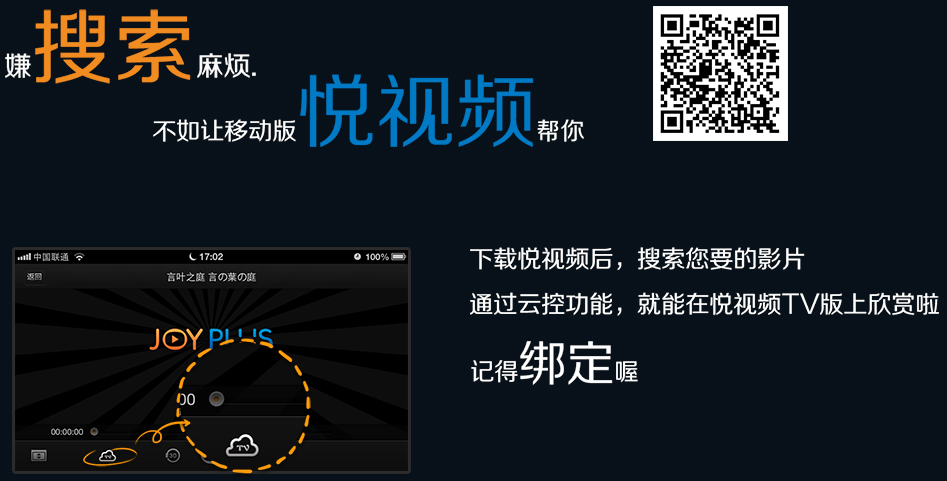 嫌搜索麻烦.
不如让移动版悦视频帮你
中国联通 17:02 100%
返回 言叶之庭 言の葉の庭
JOYPLUS
00
00:00:00
TV
TV 30
下载悦视频后，搜索您要的影片
通过云控功能，就能在悦视频TV版上欣赏啦
记得绑定喔